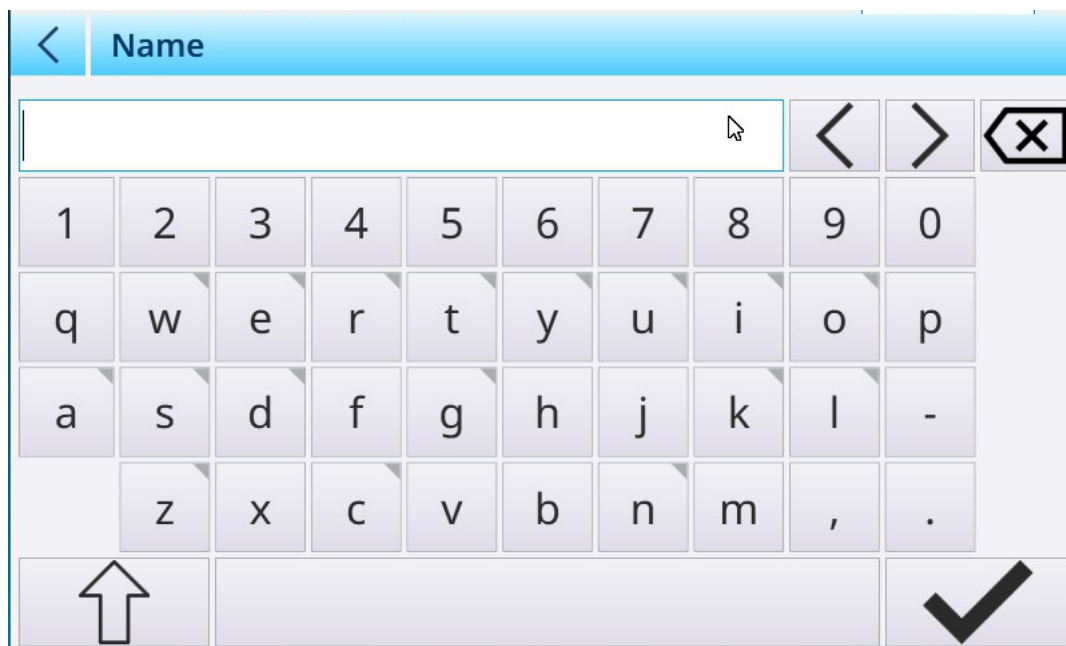 Name
1 2 3 4 5 6 7 8 9 0
q w e r t y u i o p
a s d f g h j k l -
z x c v b n m , .